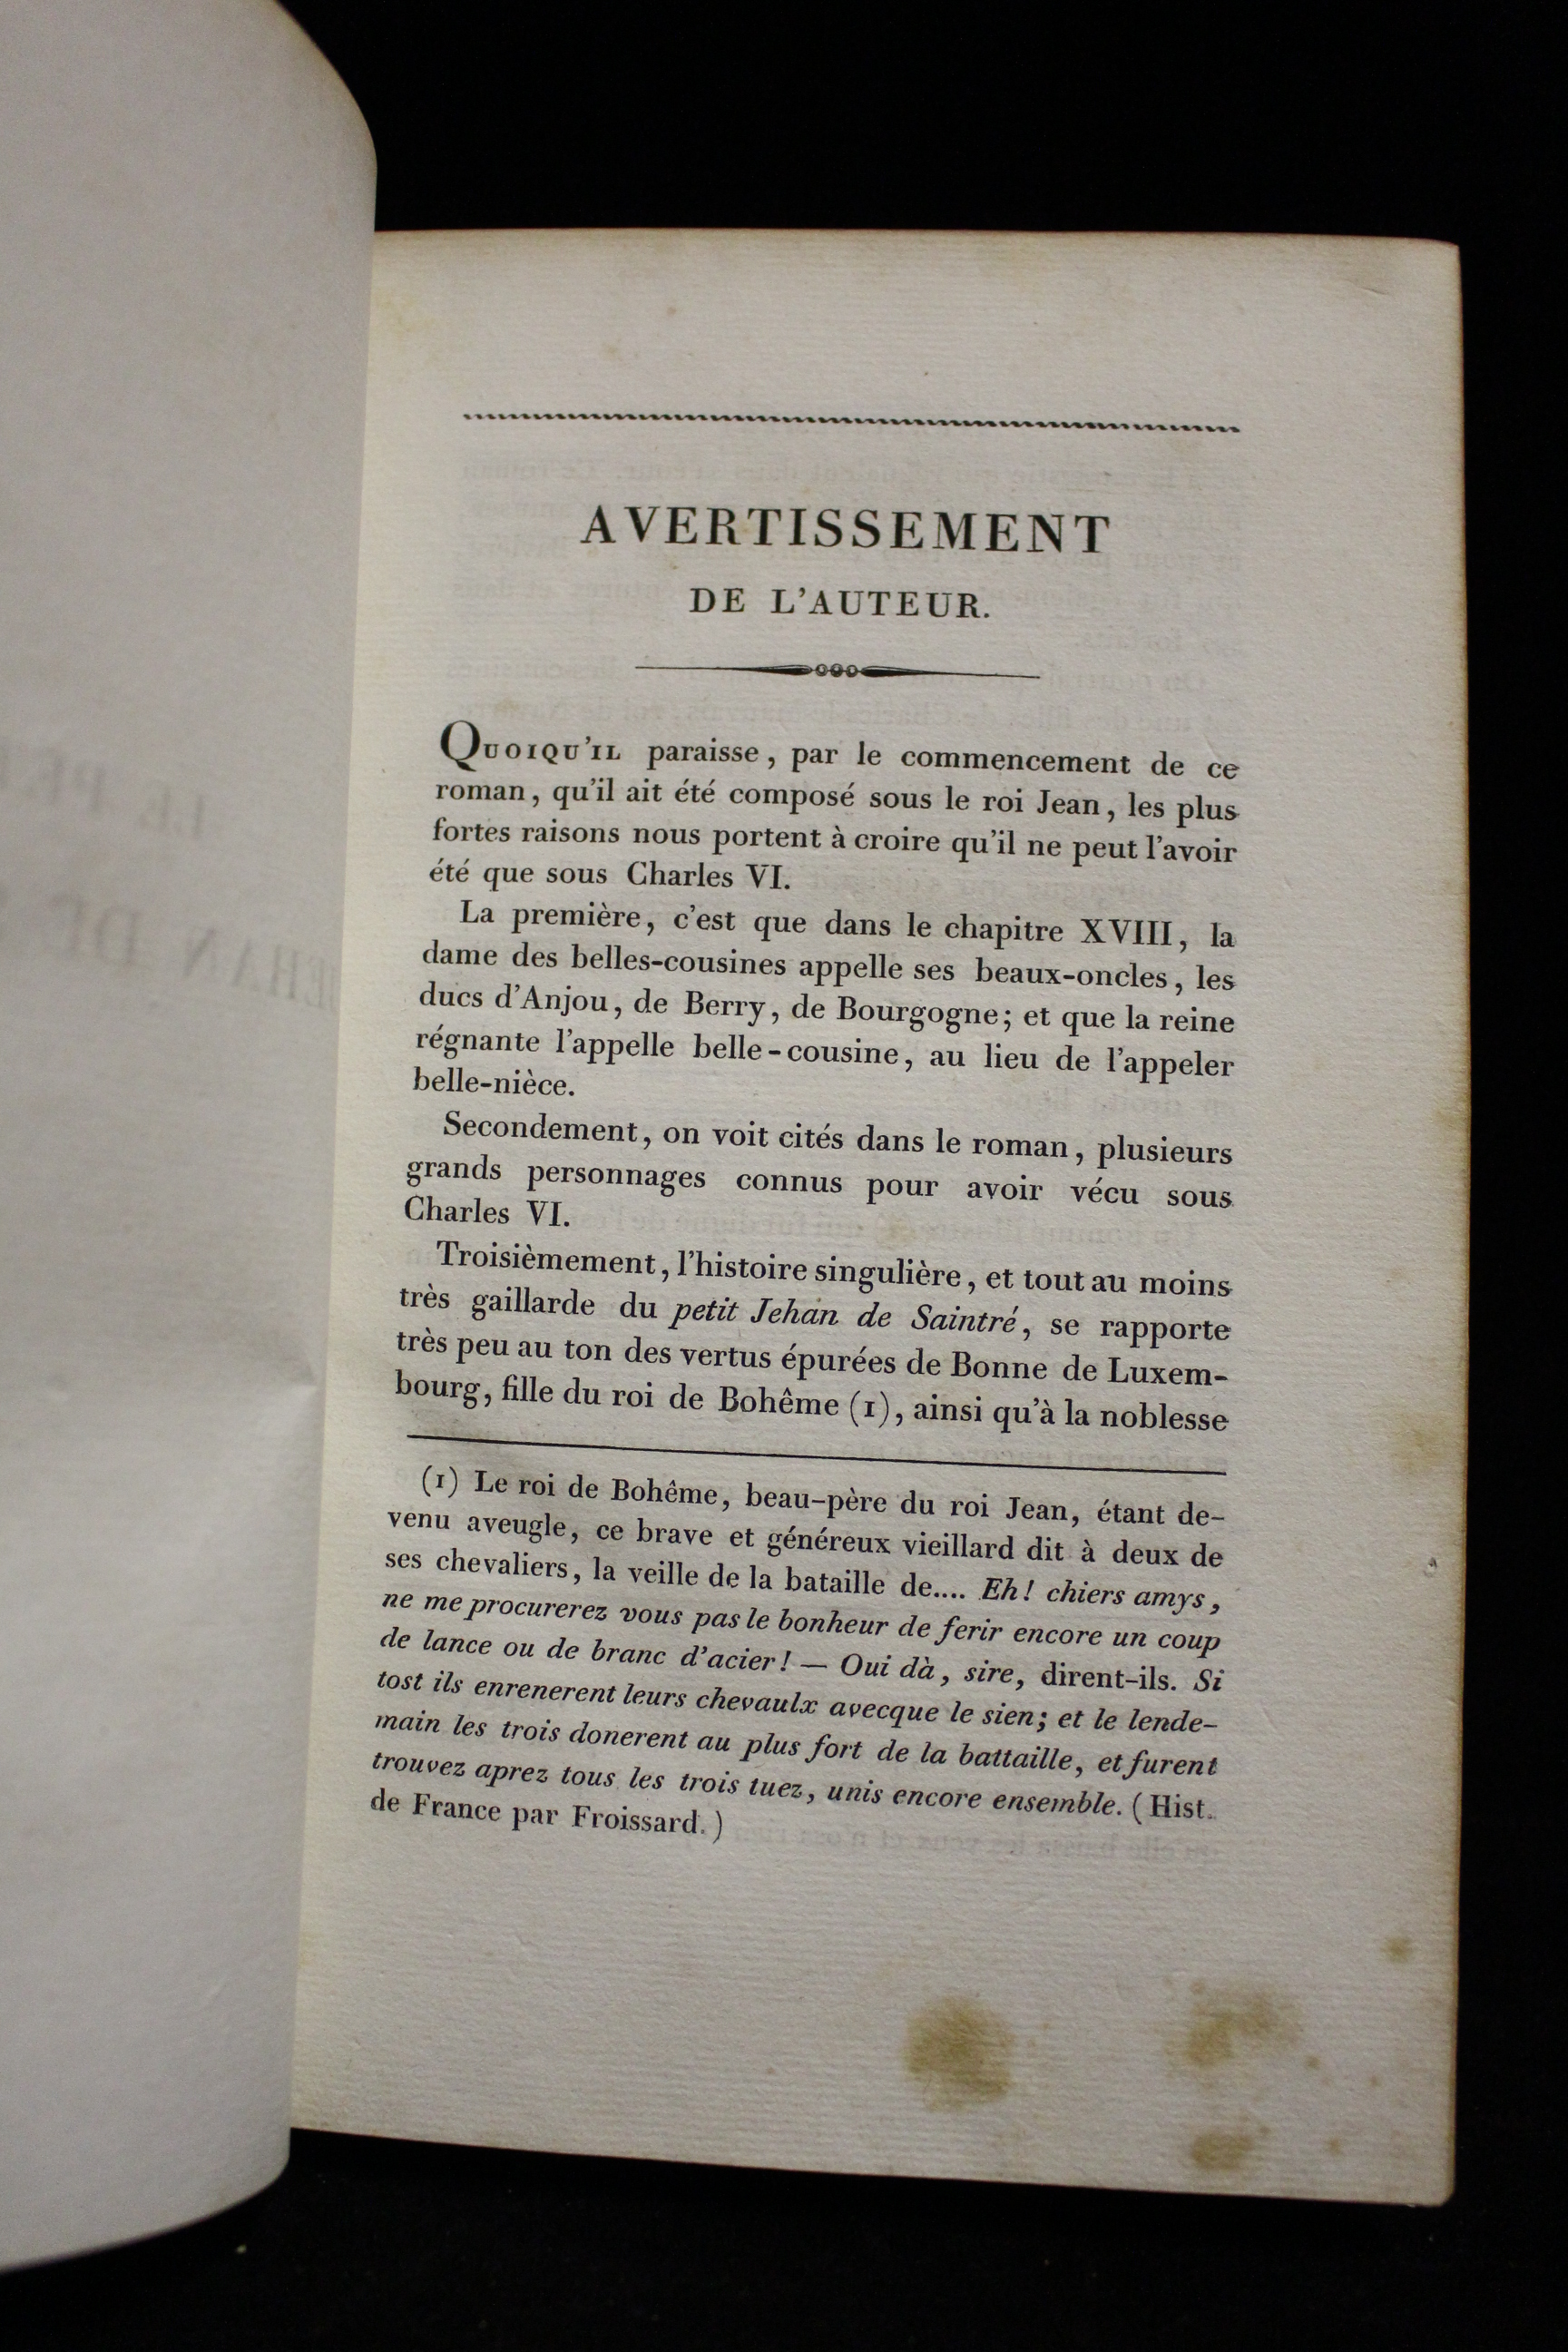 AVERTISSEMENT
DE L'AUTEUR.
QUOIQU'IL paraisse, par le commencement de ce
roman, qu'il ait été composé sous le roi Jean, les plus
fortes raisons nous portent à croire qu'il ne peut l'avoir
été que sous Charles VI.
La première, c'est que dans le chapitre XVIII, la
dame des belles-cousines appelle ses beaux-oncles, les
ducs d'Anjou, de Berry, de Bourgogne; et que la reine
régnante l'appelle belle-cousine, au lieu de l'appeler
belle-nièce.
Secondement, on voit cités dans le roman, plusieurs
grands personnages connus pour avoir vécu sous
Charles VI.
Troisièmement, l'histoire singulière, et tout au moins
très gaillarde du petit Jehan de Saintré, se rapporte
très peu au ton des vertus épurées de Bonne de Luxem-
bourg, fille du roi de Bohême (1), ainsi qu'à la noblesse
(1) Le roi de Bohême, beau-père du roi Jean, étant de-
venu aveugle, ce brave et généreux vieillard dit à deux de
ses chevaliers, la veille de la bataille de.... Eh! chiers amys,
ne me procurerez vous pas le bonheur de ferir encore un coup
de lance ou de branc d'acier! — Oui dà, sire, dirent-ils. Si
tost ils enrenerent leurs chevaulx avecque le sien; et le lende-
main les trois donerent au plus fort de la battaille, et furent
trouvez aprez tous les trois tuez, unis encore ensemble. (Hist.
de France par Froissard.)